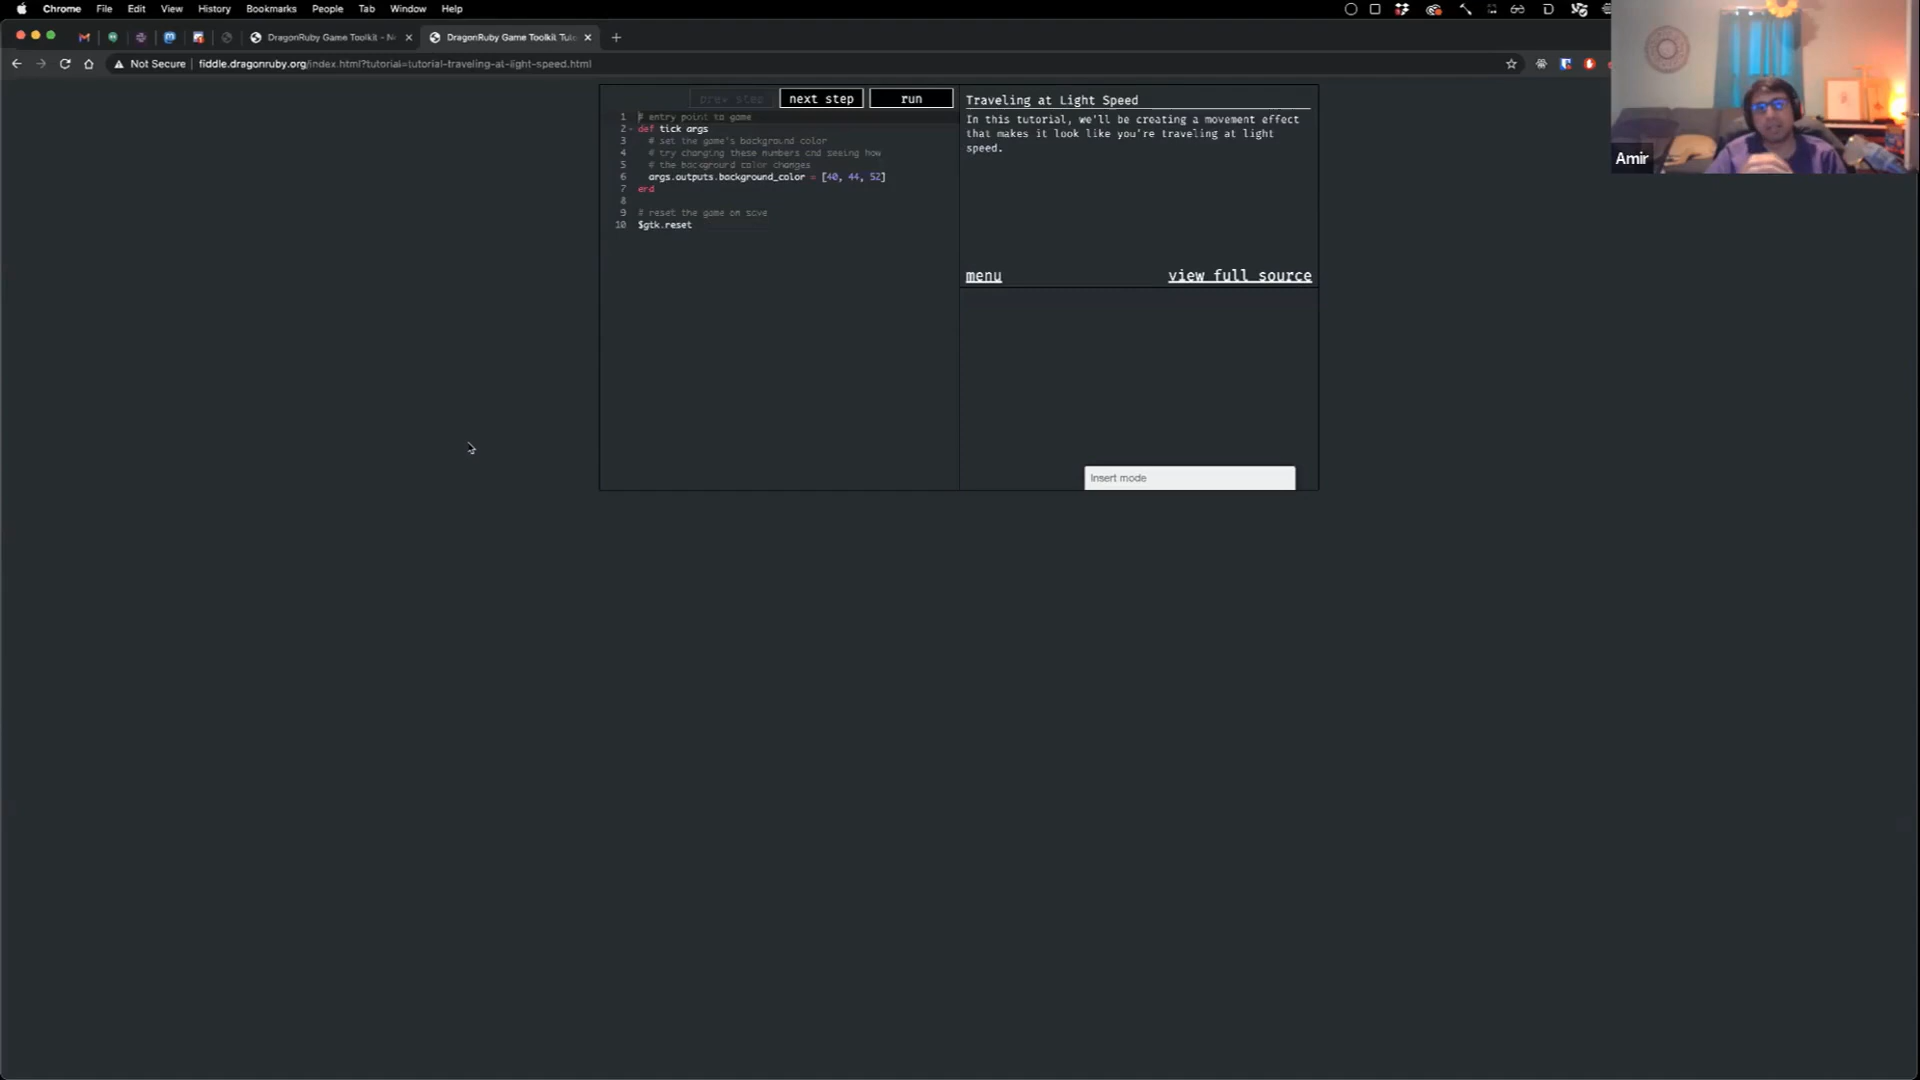 Chrome File Edit View History Bookmarks People Tab Window Help
DragonRuby Game Toolkit - N
DragonRuby Game Toolkit Tuto
Not Secure fiddle.dragonruby.org/index.html?tutorial=tutorial-traveling-at-light-speed.html
prev step next step run
1 # entry point to game
2 def tick args
3 # set the game's background color
4 # try changing these numbers and seeing how
5 # the background color changes
6 args.outputs.background_color = [40, 44, 52]
7 end
8
9 # reset the game on save
10 $gtk.reset
Traveling at Light Speed
In this tutorial, we'll be creating a movement effect
that makes it look like you're traveling at light
speed.
menu view full source
Insert mode
Amir